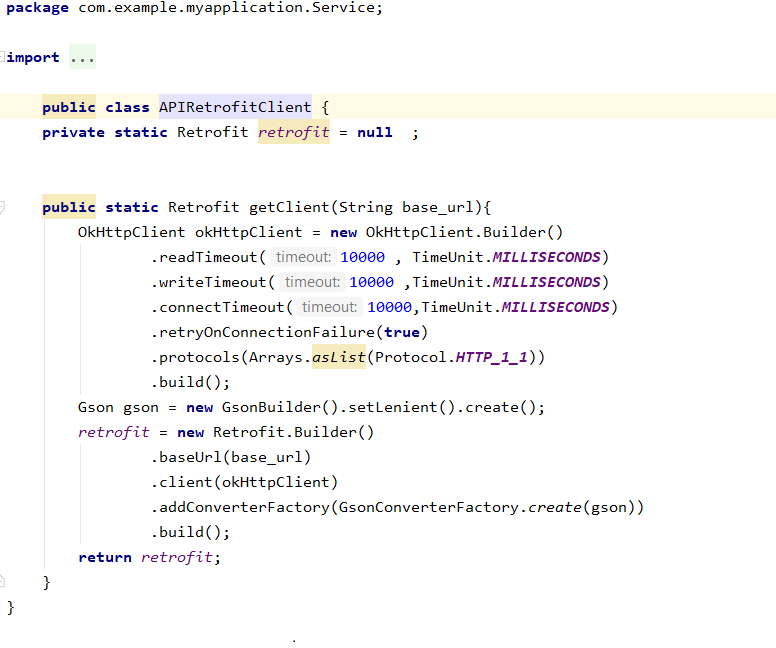 package com.example.myapplication.Service;
import ...
public class APIRetrofitClient {
private static Retrofit retrofit = null  ;
public static Retrofit getClient(String base_url){
OkHttpClient okHttpClient = new OkHttpClient.Builder()
.readTimeout( timeout: 10000 , TimeUnit.MILLISECONDS)
.writeTimeout( timeout: 10000 ,TimeUnit.MILLISECONDS)
.connectTimeout( timeout: 10000,TimeUnit.MILLISECONDS)
.retryOnConnectionFailure(true)
.protocols(Arrays.asList(Protocol.HTTP_1_1))
.build();
Gson gson = new GsonBuilder().setLenient().create();
retrofit = new Retrofit.Builder()
.baseUrl(base_url)
.client(okHttpClient)
.addConverterFactory(GsonConverterFactory.create(gson))
.build();
return retrofit;
}
}
.